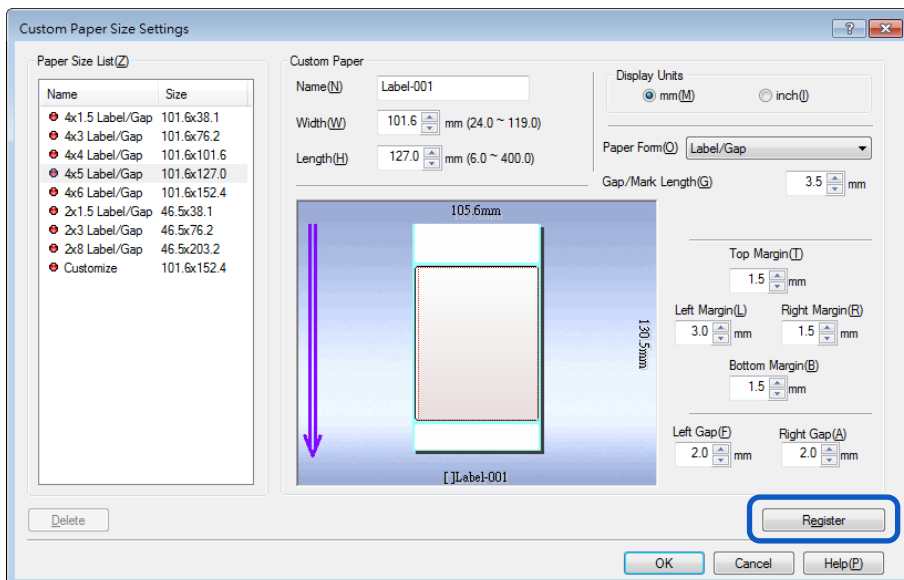 Custom Paper Size Settings
Paper Size List(Z)
Name Size
4x1.5 Label/Gap 101.6x38.1
4x3 Label/Gap 101.6x76.2
4x4 Label/Gap 101.6x101.6
4x5 Label/Gap 101.6x127.0
4x6 Label/Gap 101.6x152.4
2x1.5 Label/Gap 46.5x38.1
2x3 Label/Gap 46.5x76.2
2x8 Label/Gap 46.5x203.2
Customize 101.6x152.4
Custom Paper
Name(N) Label-001
Width(W) 101.6 mm (24.0 ~ 119.0)
Length(H) 127.0 mm (6.0 ~ 400.0)
Display Units
mm(M) inch(I)
Paper Form(O) Label/Gap
Gap/Mark Length(G) 3.5 mm
105.6mm
130.5mm
[ ]Label-001
Top Margin(T)
1.5 mm
Left Margin(L) Right Margin(R)
3.0 mm 1.5 mm
Bottom Margin(B)
1.5 mm
Left Gap(F) Right Gap(A)
2.0 mm 2.0 mm
Delete Register
OK Cancel Help(P)